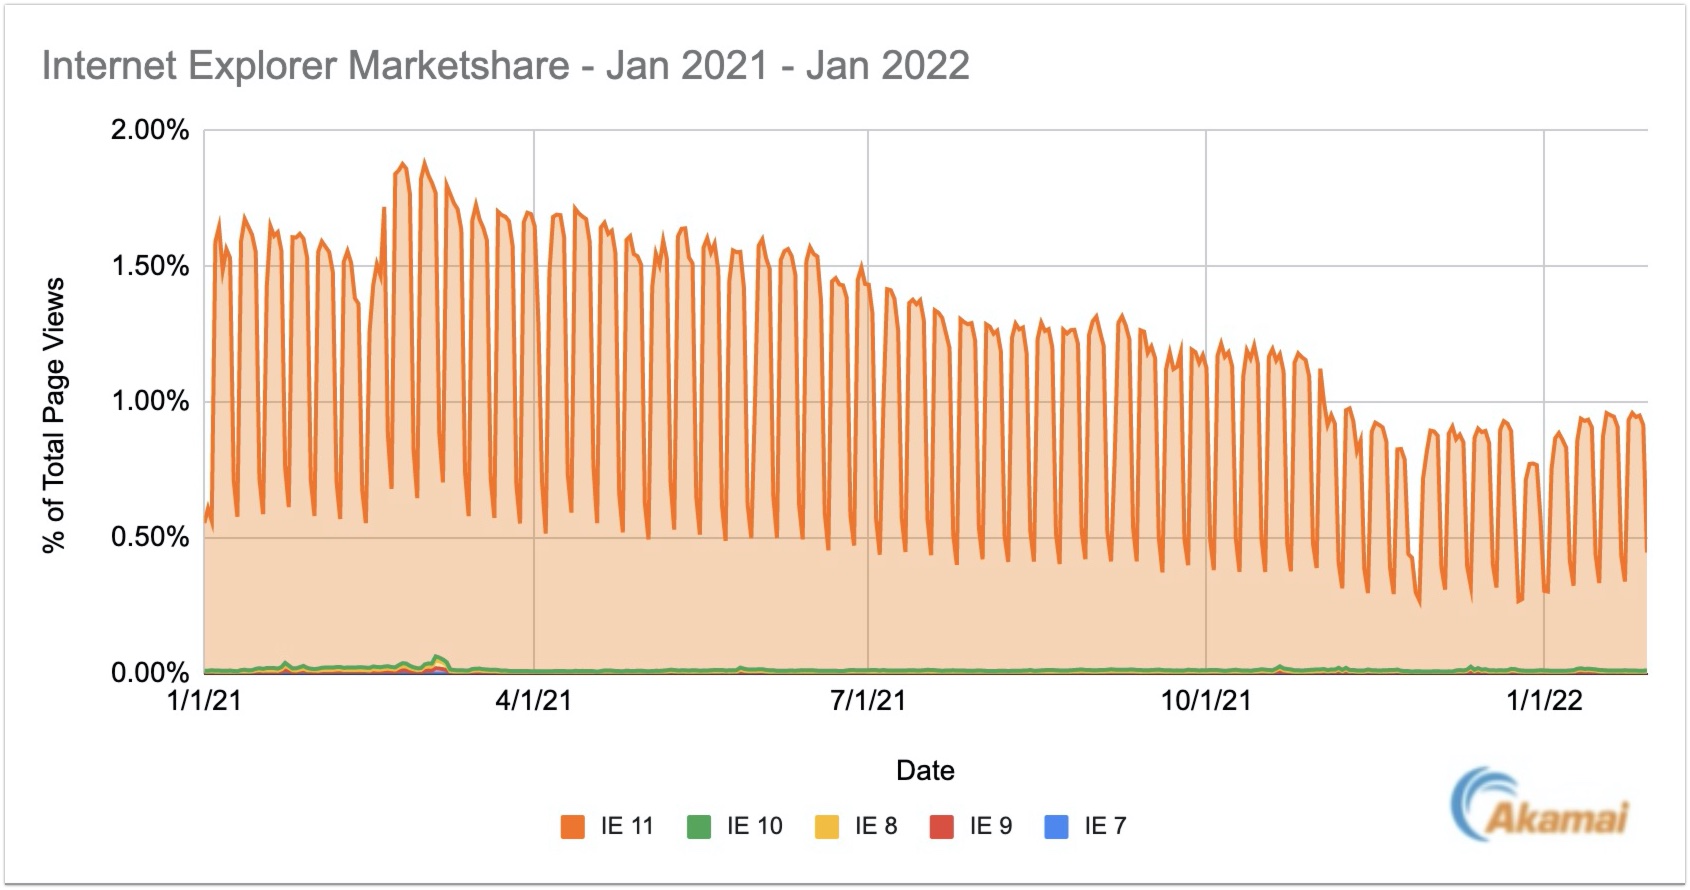 Internet Explorer Marketshare - Jan 2021 - Jan 2022
% of Total Page Views
2.00%
1.50%
1.00%
0.50%
0.00%
1/1/21 4/1/21 7/1/21 10/1/21 1/1/22
Date
IE 11 IE 10 IE 8 IE 9 IE 7
Akamai